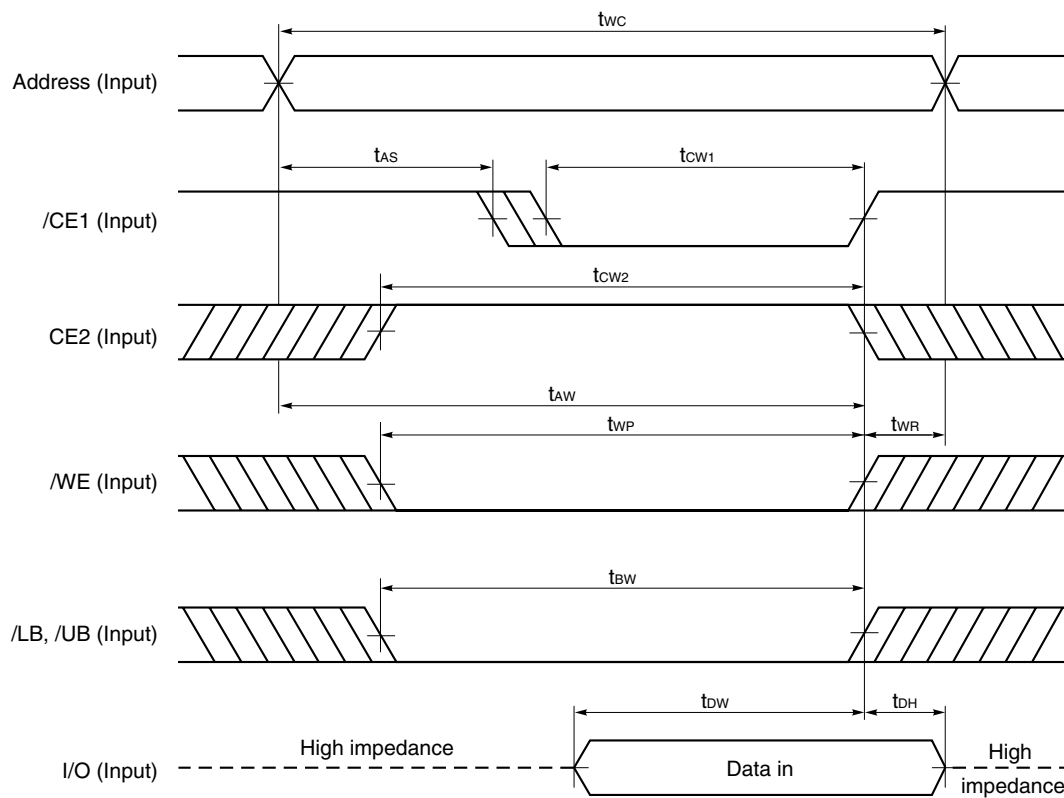 tWC
Address (Input)
tAS
tCW1
/CE1 (Input)
tCW2
CE2 (Input)
tAW
tWP
tWR
/WE (Input)
tBW
/LB, /UB (Input)
tDW
tDH
High impedance
I/O (Input)
Data in
High
impedance